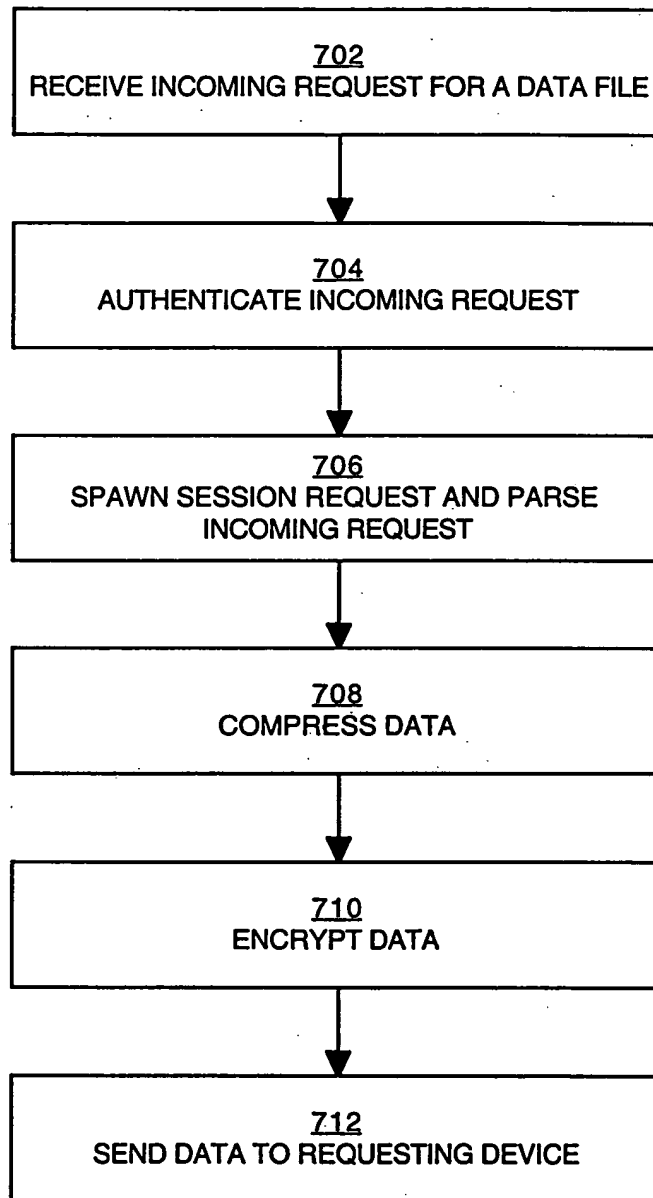 702
RECEIVE INCOMING REQUEST FOR A DATA FILE
704
AUTHENTICATE INCOMING REQUEST
706
SPAWN SESSION REQUEST AND PARSE
INCOMING REQUEST
708
COMPRESS DATA
710
ENCRYPT DATA
712
SEND DATA TO REQUESTING DEVICE